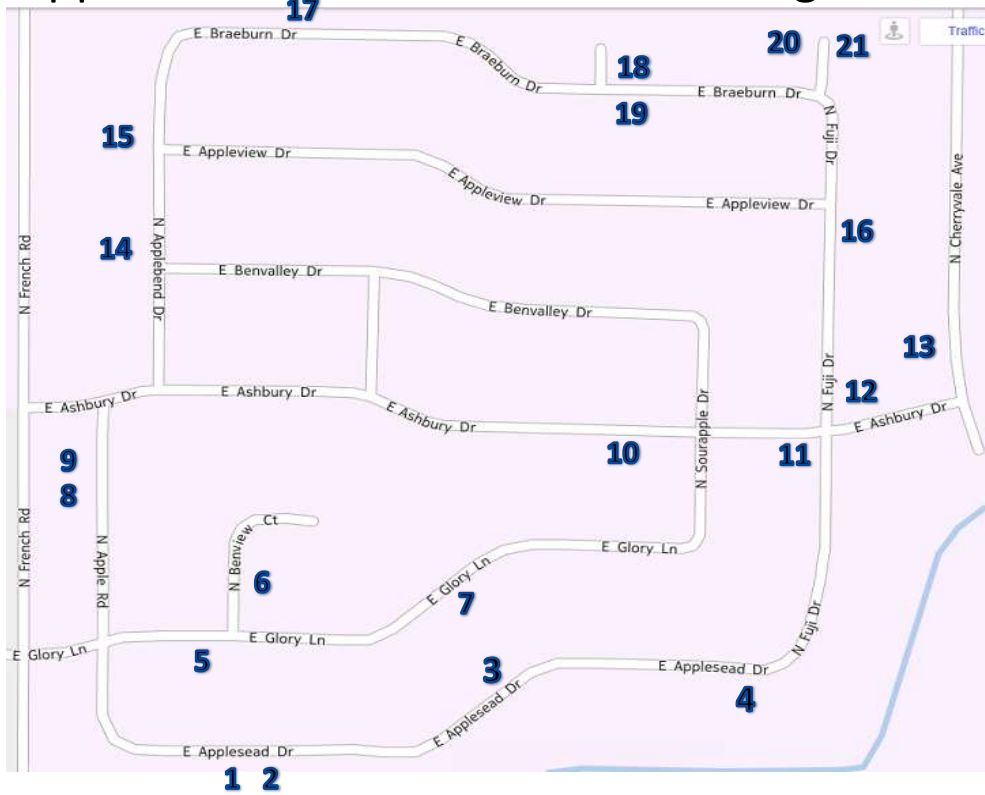 17
E Braeburn Dr
E Braeburn Dr
20
21
Traffic
18
E Braeburn Dr
19
N Fuji Dr
15
E Appleview Dr
E Appleview Dr
E Appleview Dr
N Cherryvale Ave
16
14
N Applebend Dr
N French Rd
E Benvalley Dr
E Benvalley Dr
13
N Fuji Dr
12
E Ashbury Dr
E Ashbury Dr
E Ashbury Dr
E Ashbury Dr
N Sourapple Dr
10
11
9
8
N French Rd
N Apple Rd
Ct
N Benview
6
E Glory Ln
E Glory Ln
7
E Glory Ln
E Glory Ln
5
N Fuji Dr
3
E Applesead Dr
4
E Applesead Dr
E Applesead Dr
1 2